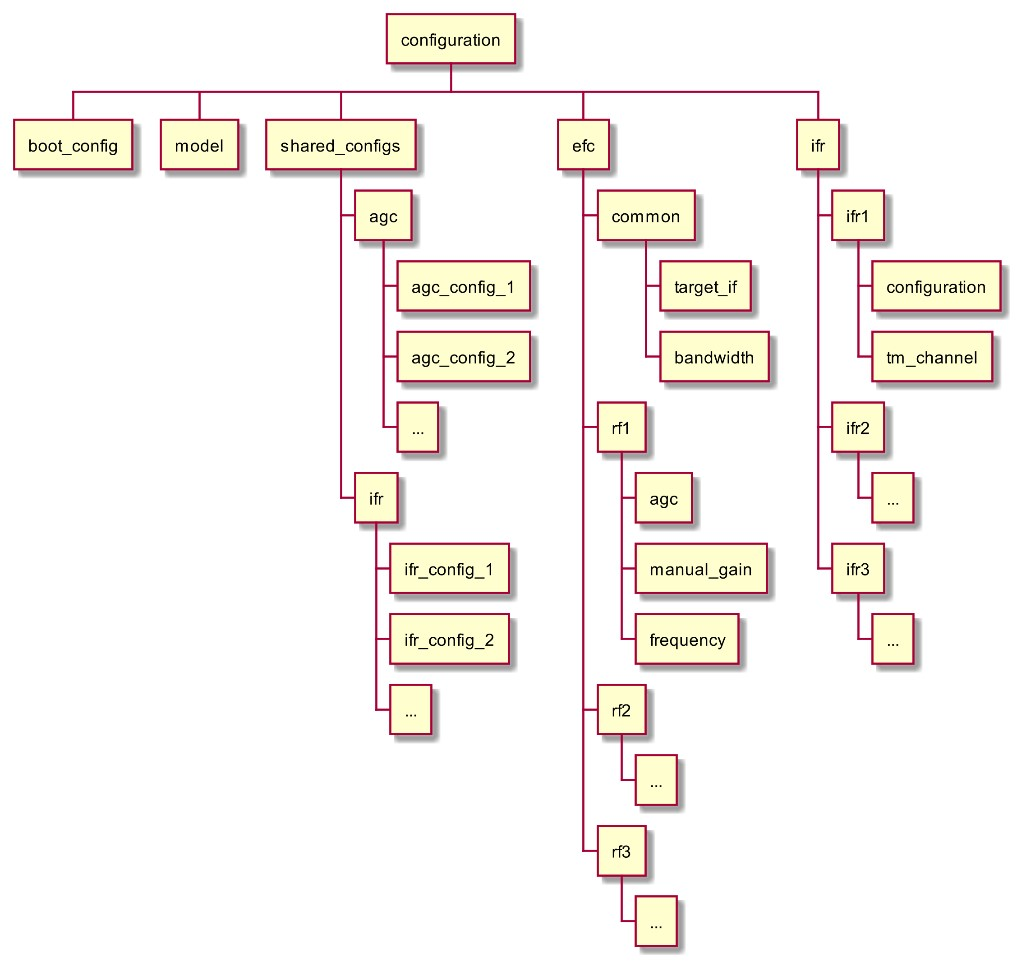 configuration
boot_config
model
shared_configs
agc
agc_config_1
agc_config_2
...
ifr
ifr_config_1
ifr_config_2
...
efc
common
target_if
bandwidth
rf1
agc
manual_gain
frequency
rf2
...
rf3
...
ifr
ifr1
configuration
tm_channel
ifr2
...
ifr3
...